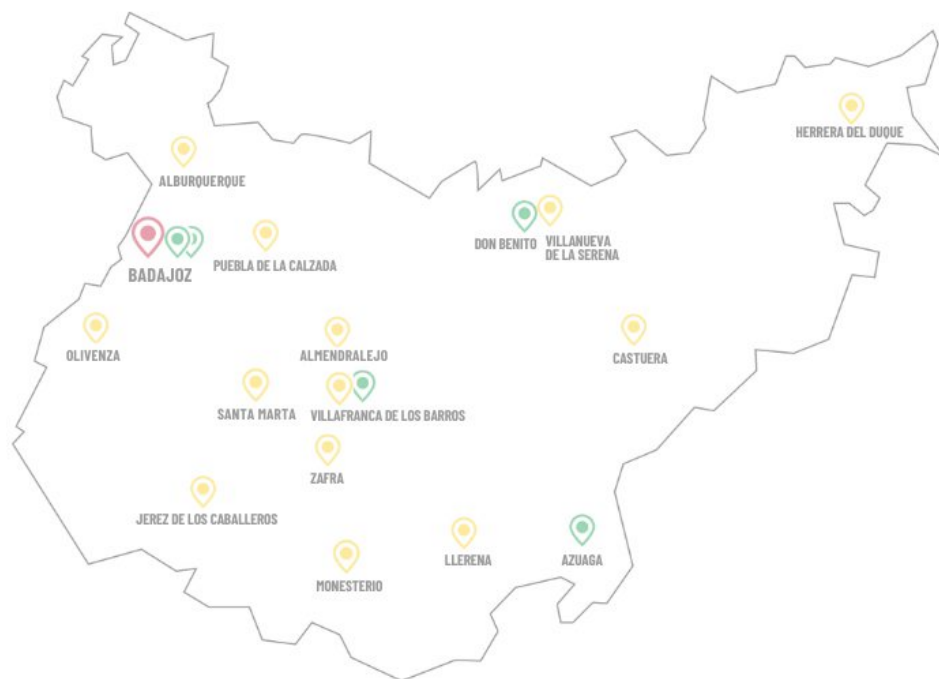 HERRERA DEL DUQUE
ALBURQUERQUE
DON BENITO
VILLANUEVA
DE LA SERENA
BADAJOZ
PUEBLA DE LA CALZADA
OLIVENZA
ALMENDRALEJO
CASTUERA
SANTA MARTA
VILLAFRANCA DE LOS BARROS
ZAFRA
JEREZ DE LOS CABALLEROS
LLERENA
AZUAGA
MONESTERIO